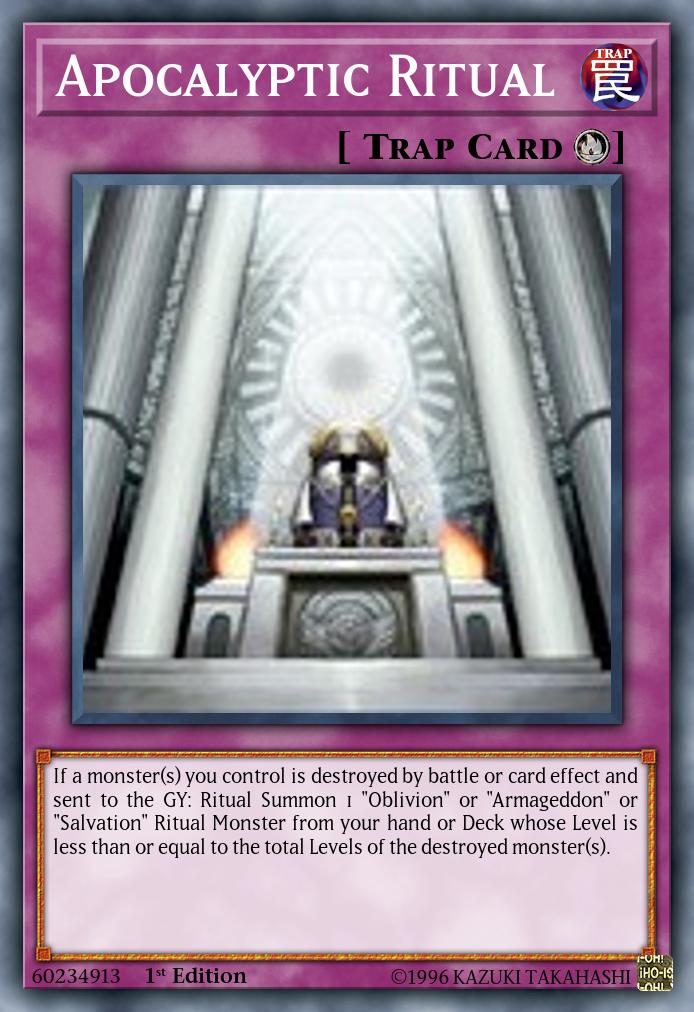 APOCALYPTIC RITUAL
TRAP
罠
[ TRAP CARD ]
If a monster(s) you control is destroyed by battle or card effect and
sent to the GY: Ritual Summon 1 "Oblivion" or "Armageddon" or
"Salvation" Ritual Monster from your hand or Deck whose Level is
less than or equal to the total Levels of the destroyed monster(s).
60234913 1st Edition ©1996 KAZUKI TAKAHASHI